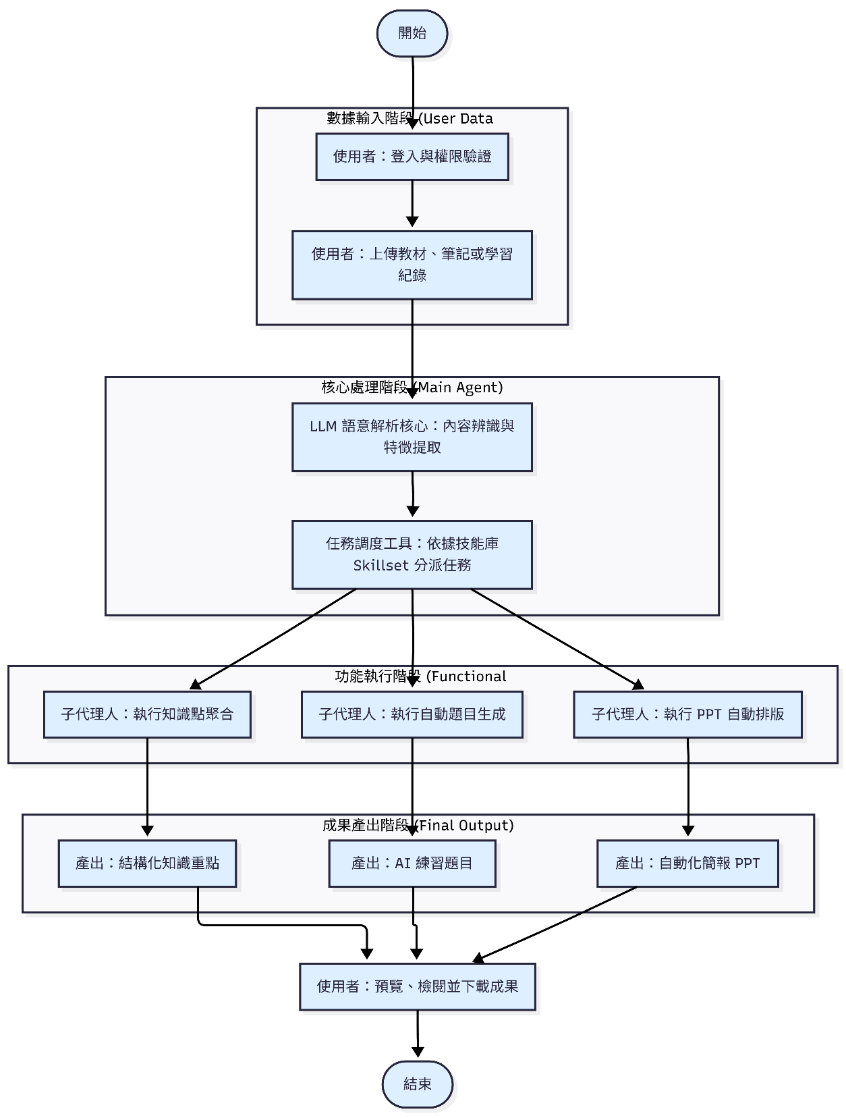 開始
數據輸入階段 (User Data
使用者：登入與權限驗證
使用者：上傳教材、筆記或學習
紀錄
核心處理階段 (Main Agent)
LLM 語意解析核心：內容辨識與
特徵提取
任務調度工具：依據技能庫
Skillset 分派任務
功能執行階段 (Functional
子代理人：執行知識點聚合
子代理人：執行自動題目生成
子代理人：執行 PPT 自動排版
成果產出階段 (Final Output)
產出：結構化知識重點
產出：AI 練習題目
產出：自動化簡報 PPT
使用者：預覽、檢閱並下載成果
結束